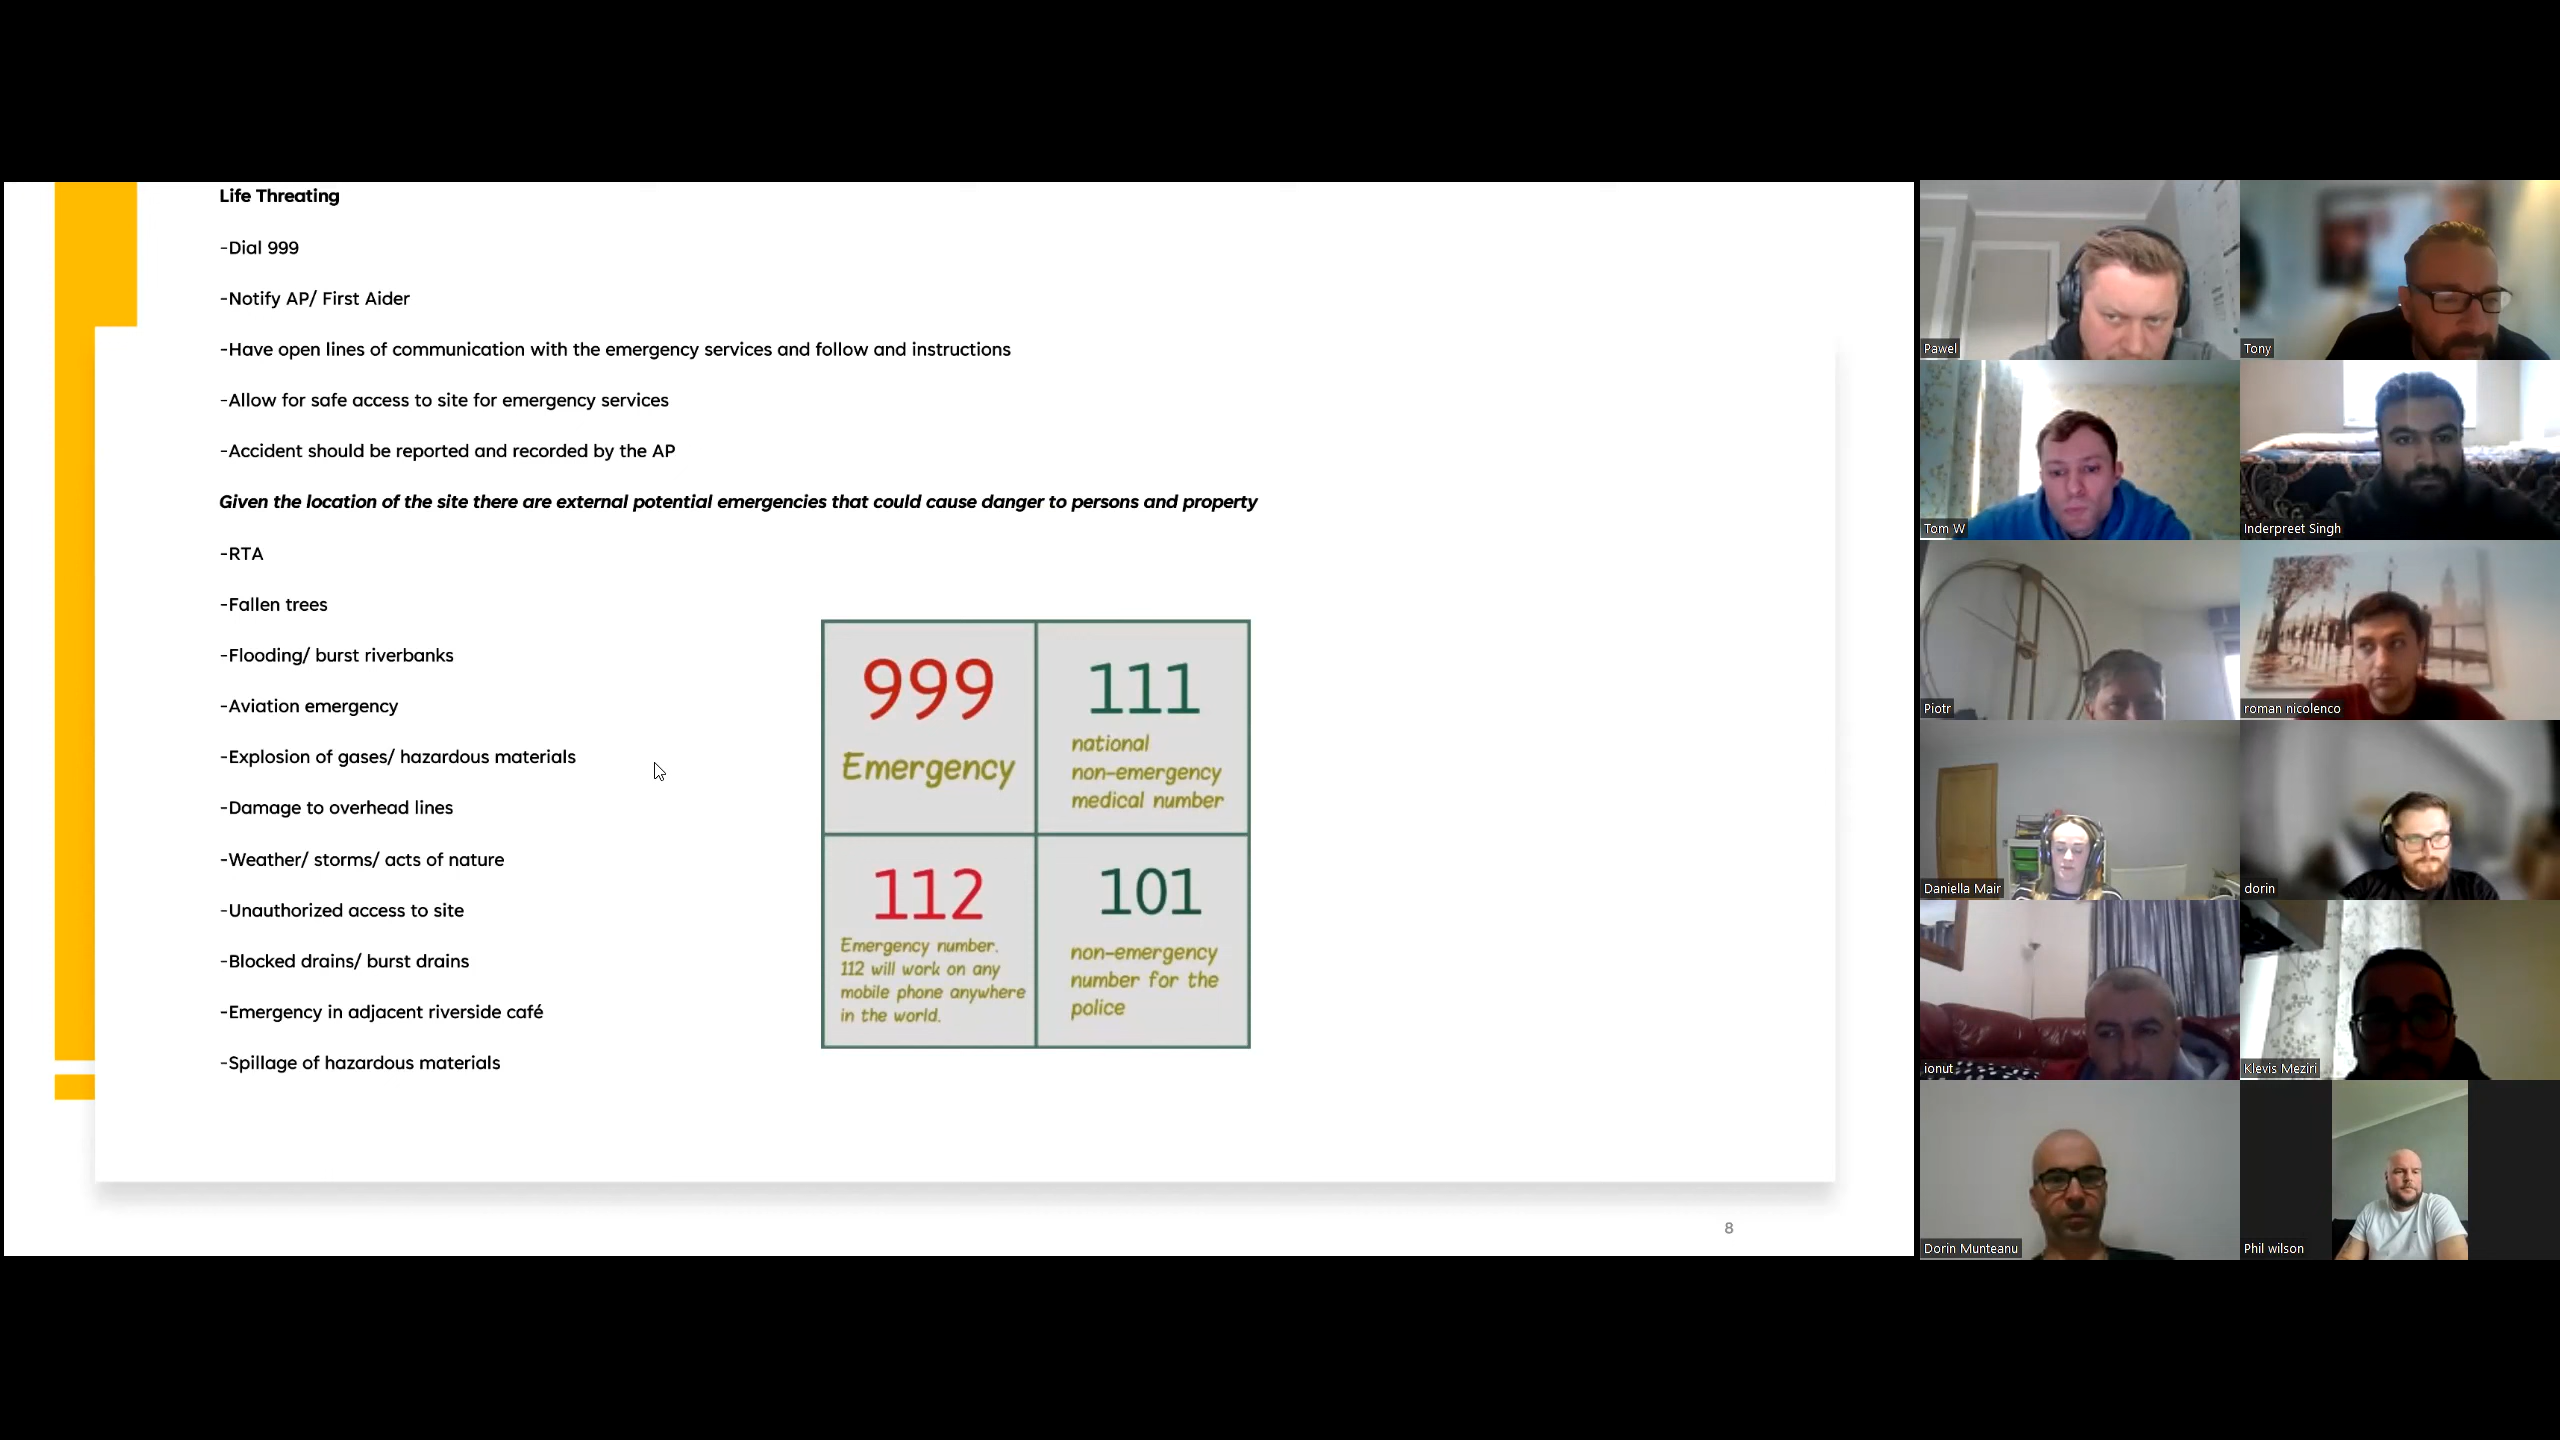 Life Threating
-Dial 999
-Notify AP/ First Aider
-Have open lines of communication with the emergency services and follow and instructions
-Allow for safe access to site for emergency services
-Accident should be reported and recorded by the AP
Given the location of the site there are external potential emergencies that could cause danger to persons and property
-RTA
-Fallen trees
-Flooding/ burst riverbanks
-Aviation emergency
-Explosion of gases/ hazardous materials
-Damage to overhead lines
-Weather/ storms/ acts of nature
-Unauthorized access to site
-Blocked drains/ burst drains
-Emergency in adjacent riverside café
-Spillage of hazardous materials
999
Emergency
111
national
non-emergency
medical number
112
Emergency number.
112 will work on any
mobile phone anywhere
in the world.
101
non-emergency
number for the
police
8
Pawel
Tony
Tom W
Inderpreet Singh
Piotr
roman nicolenco
Daniella Mair
dorin
ionut
Klevis Meziri
Dorin Munteanu
Phil wilson